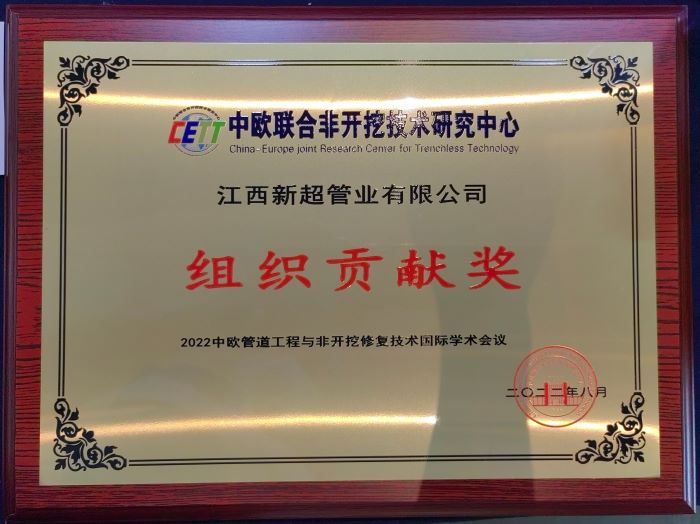 CETT 中欧联合非开挖技术研究中心
China-Europe Joint Research Center for Trenchless Technology
江西新超管业有限公司
组织贡献奖
2022中欧管道工程与非开挖修复技术国际学术会议
二〇二二年八月